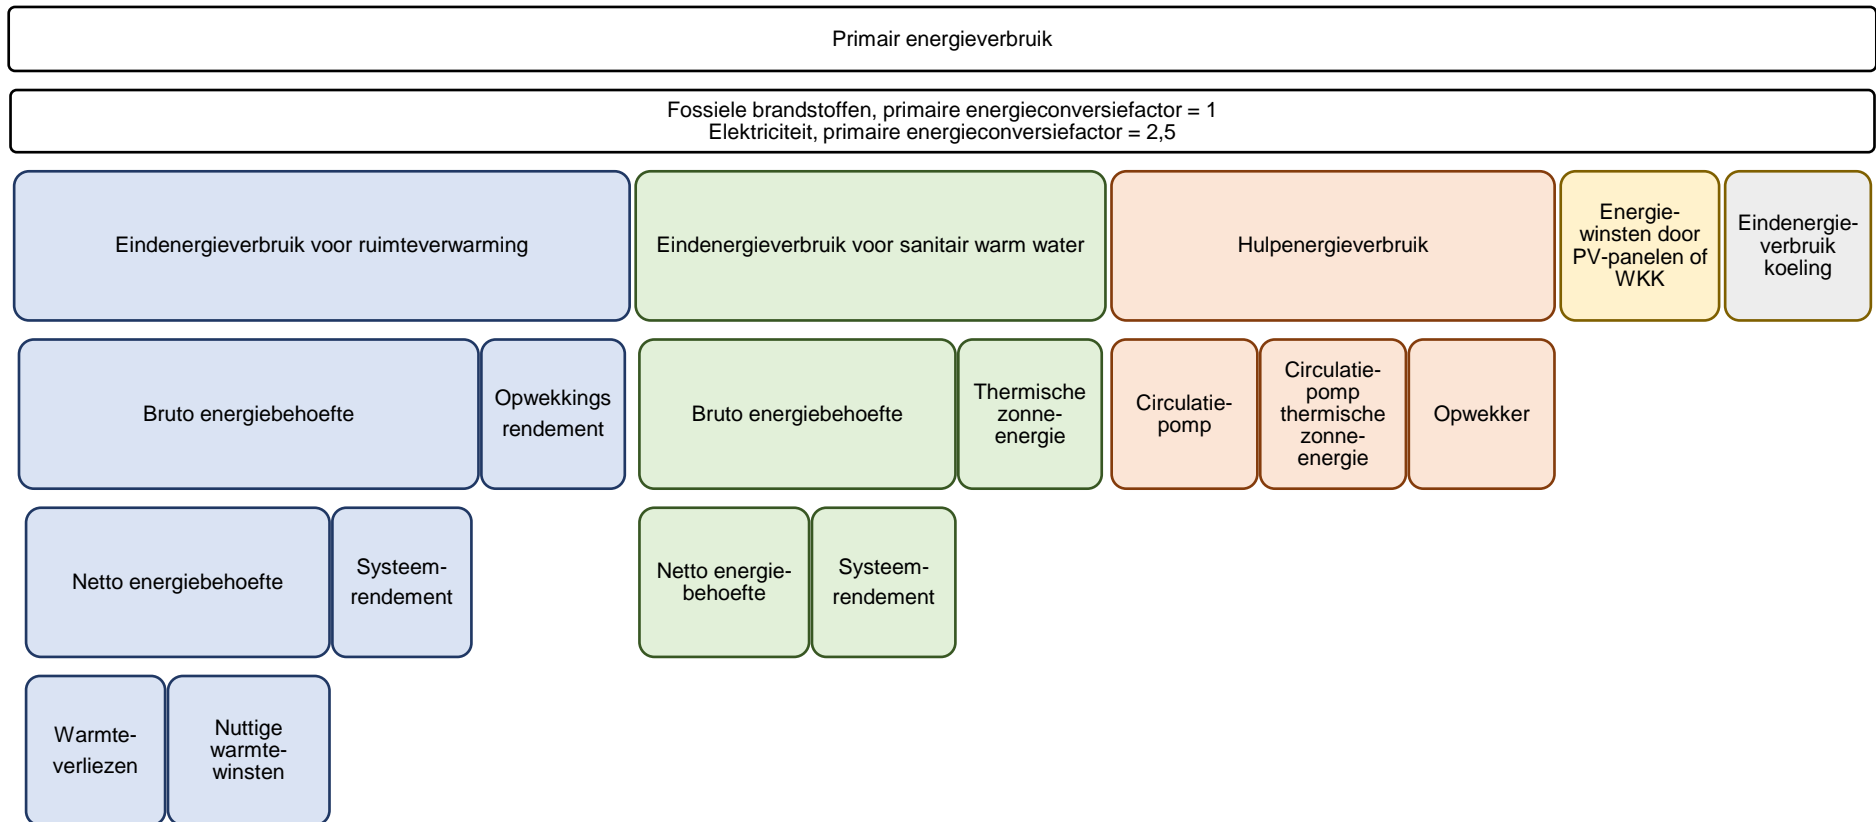 Primair energieverbruik
Fossiele brandstoffen, primaire energieconversiefactor = 1
Elektriciteit, primaire energieconversiefactor = 2,5
Eindenergieverbruik voor ruimteverwarming
Eindenergieverbruik voor sanitair warm water
Hulpenergieverbruik
Energie-
winsten door
PV-panelen of
WKK
Eindenergie-
verbruik
koeling
Bruto energiebehoefte
Opwekkings
rendement
Bruto energiebehoefte
Thermische
zonne-
energie
Circulatie-
pomp
Circulatie-
pomp
thermische
zonne-
energie
Opwekker
Netto energiebehoefte
Systeem-
rendement
Netto energie-
behoefte
Systeem-
rendement
Warmte-
verliezen
Nuttige
warmte-
winsten